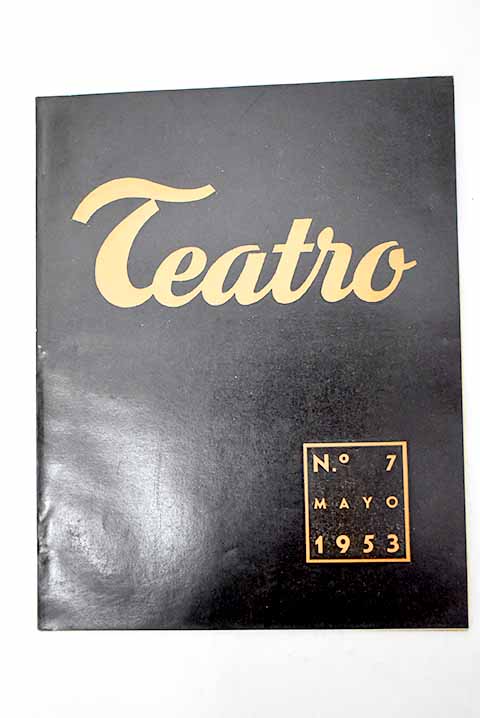 Teatro
N.º 7
MAYO
1953